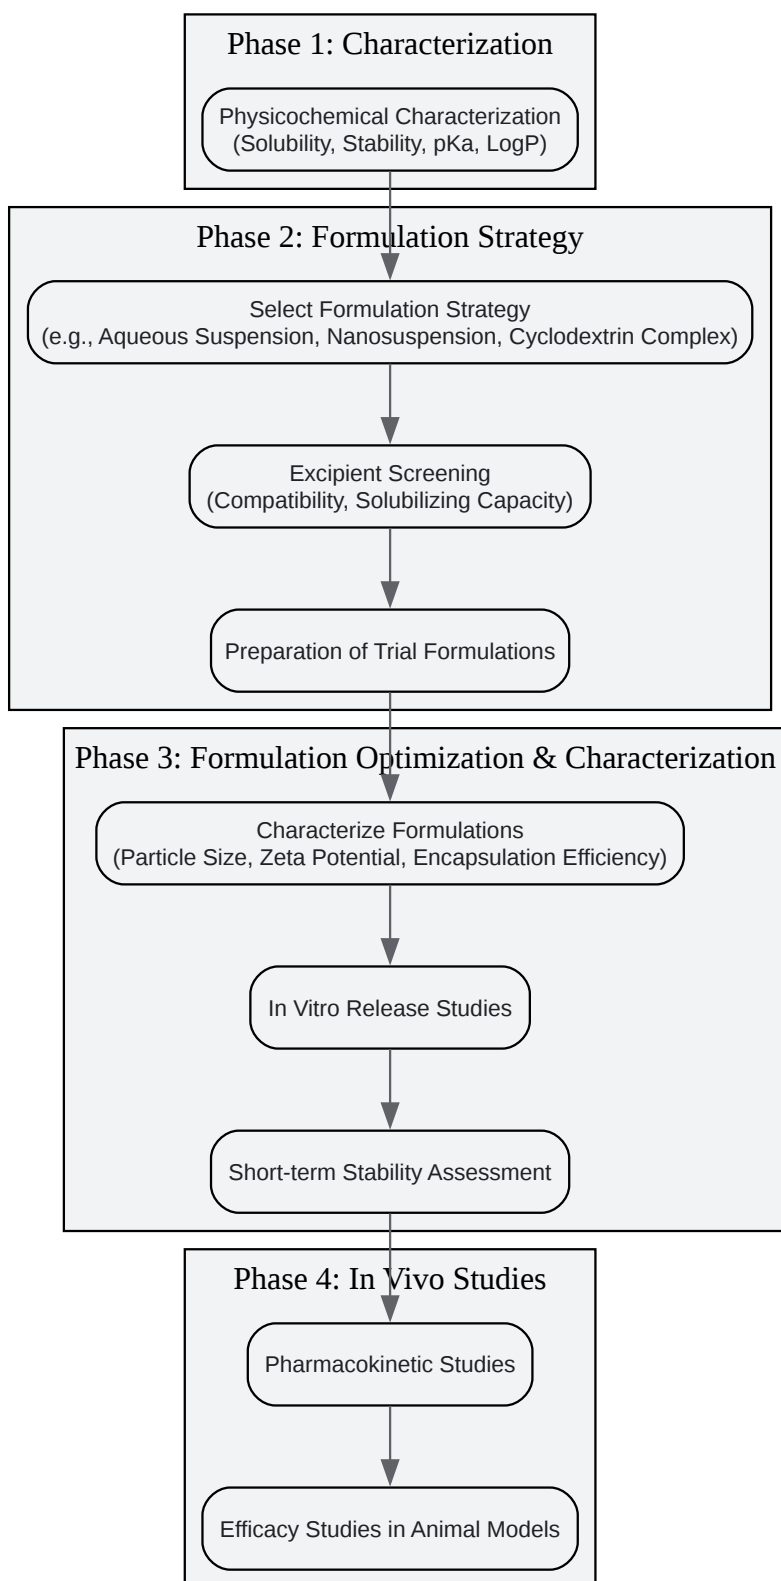 Phase 1: Characterization
Physicochemical Characterization
(Solubility, Stability, pKa, LogP)
Phase 2: Formulation Strategy
Select Formulation Strategy
(e.g., Aqueous Suspension, Nanosuspension, Cyclodextrin Complex)
Excipient Screening
(Compatibility, Solubilizing Capacity)
Preparation of Trial Formulations
Phase 3: Formulation Optimization & Characterization
Characterize Formulations
(Particle Size, Zeta Potential, Encapsulation Efficiency)
In Vitro Release Studies
Short-term Stability Assessment
Phase 4: In Vivo Studies
Pharmacokinetic Studies
Efficacy Studies in Animal Models